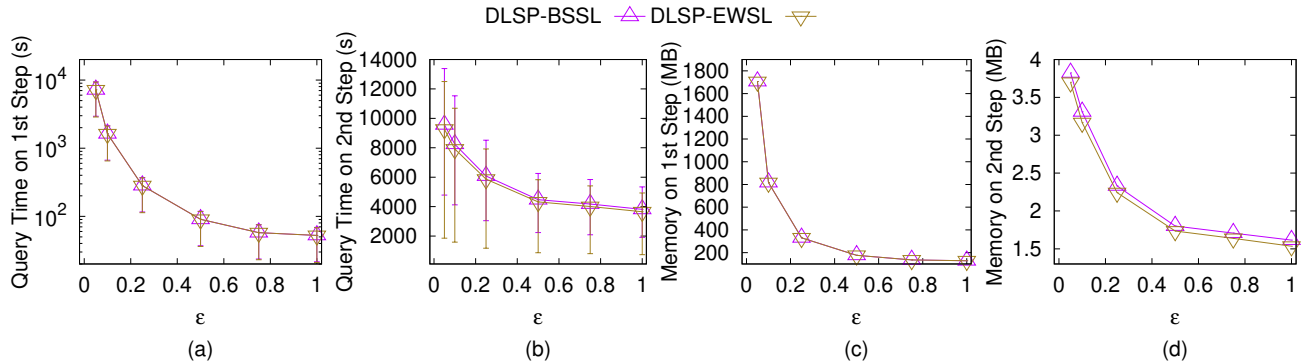 DLSP-BSSL DLSP-EWSL
Query Time on 1st Step (s)
10^4
10^3
10^2
0 0.2 0.4 0.6 0.8 1
ε
(a)
Query Time on 2nd Step (s)
14000
12000
10000
8000
6000
4000
2000
0 0.2 0.4 0.6 0.8 1
ε
(b)
Memory on 1st Step (MB)
1800
1600
1400
1200
1000
800
600
400
200
0 0.2 0.4 0.6 0.8 1
ε
(c)
Memory on 2nd Step (MB)
4
3.5
3
2.5
2
1.5
0 0.2 0.4 0.6 0.8 1
ε
(d)